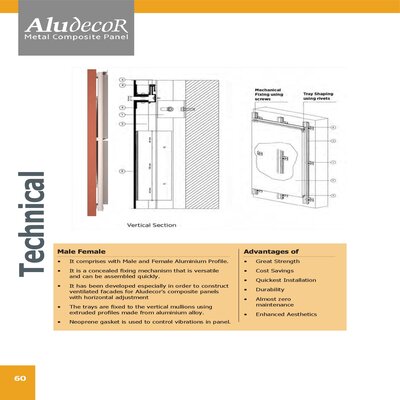 AludecoR
Metal Composite Panel
Mechanical
Fixing using
screws
Tray Shaping
using rivets
Vertical Section
Technical
Male Female
• It comprises with Male and Female Aluminium Profile.
• It is a concealed fixing mechanism that is versatile
and can be assembled quickly.
• It has been developed especially in order to construct
ventilated facades for Aludecor's composite panels
with horizontal adjustment
• The trays are fixed to the vertical mullions using
extruded profiles made from aluminium alloy.
• Neoprene gasket is used to control vibrations in panel.
Advantages of
• Great Strength
• Cost Savings
• Quickest Installation
• Durability
• Almost zero
maintenance
• Enhanced Aesthetics
60